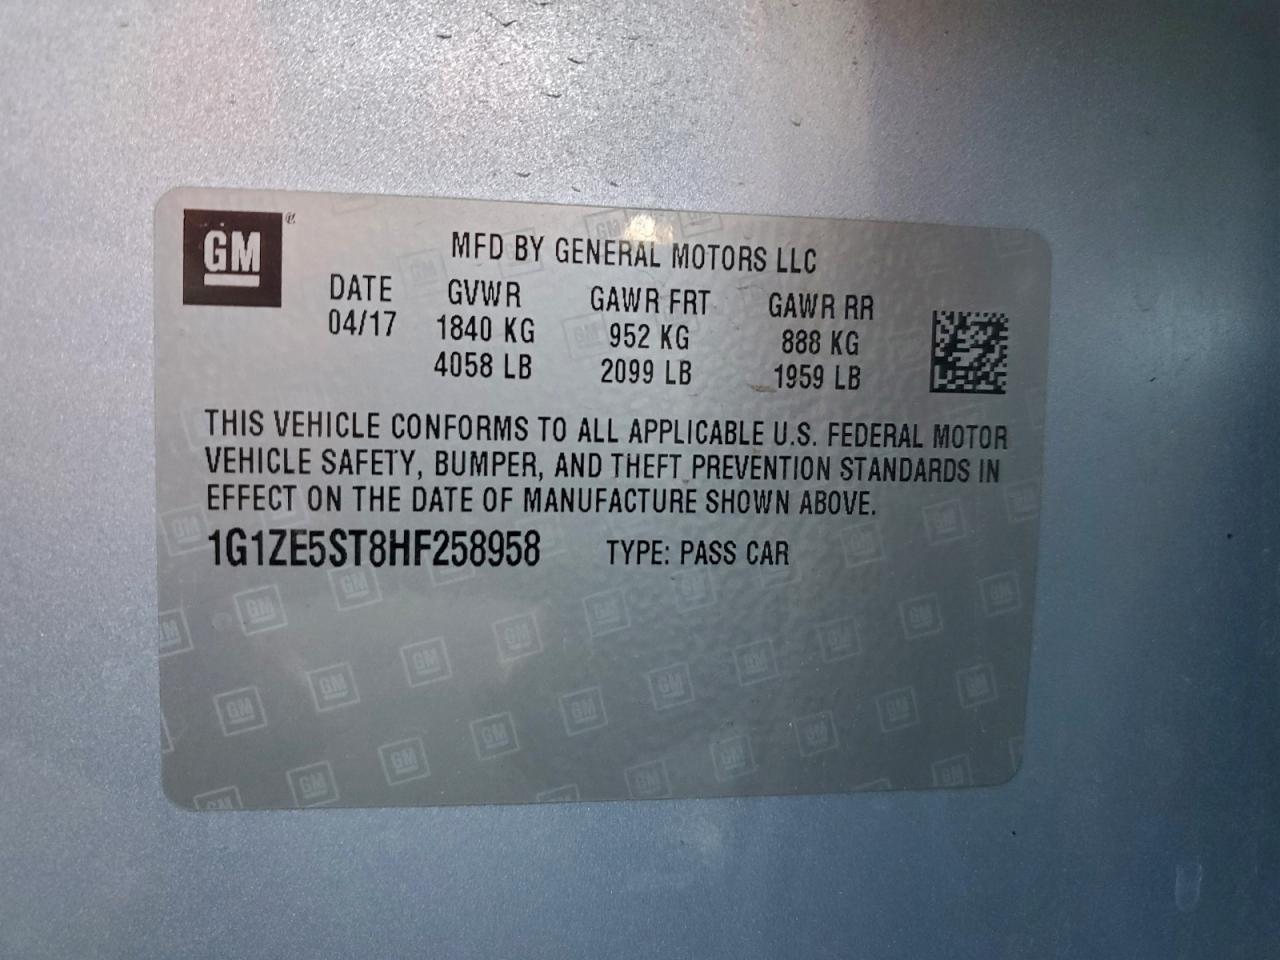 GM
MFD BY GENERAL MOTORS LLC
DATE GVWR GAWR FRT GAWR RR
04/17 1840 KG 952 KG 888 KG
4058 LB 2099 LB 1959 LB
THIS VEHICLE CONFORMS TO ALL APPLICABLE U.S. FEDERAL MOTOR
VEHICLE SAFETY, BUMPER, AND THEFT PREVENTION STANDARDS IN
EFFECT ON THE DATE OF MANUFACTURE SHOWN ABOVE.
1G1ZE5ST8HF258958 TYPE: PASS CAR